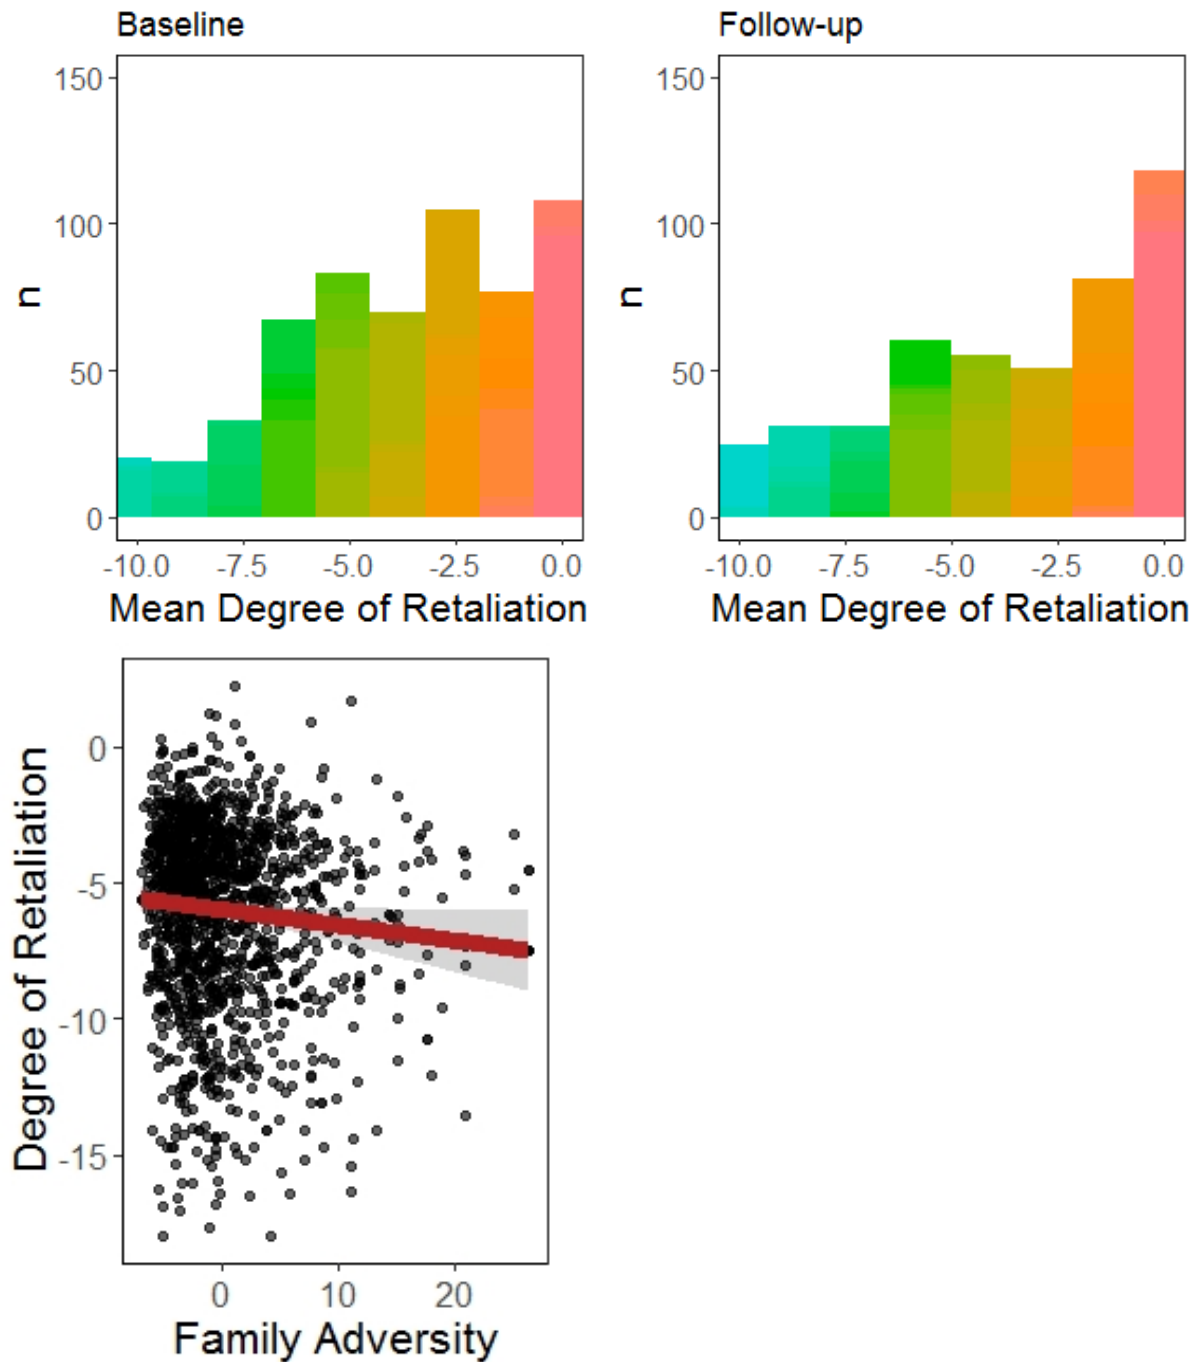 Baseline
150
100
50
0
n
-10.0 -7.5 -5.0 -2.5 0.0
Mean Degree of Retaliation
Follow-up
150
100
50
0
n
-10.0 -7.5 -5.0 -2.5 0.0
Mean Degree of Retaliation
Degree of Retaliation
0
-5
-10
-15
0 10 20
Family Adversity